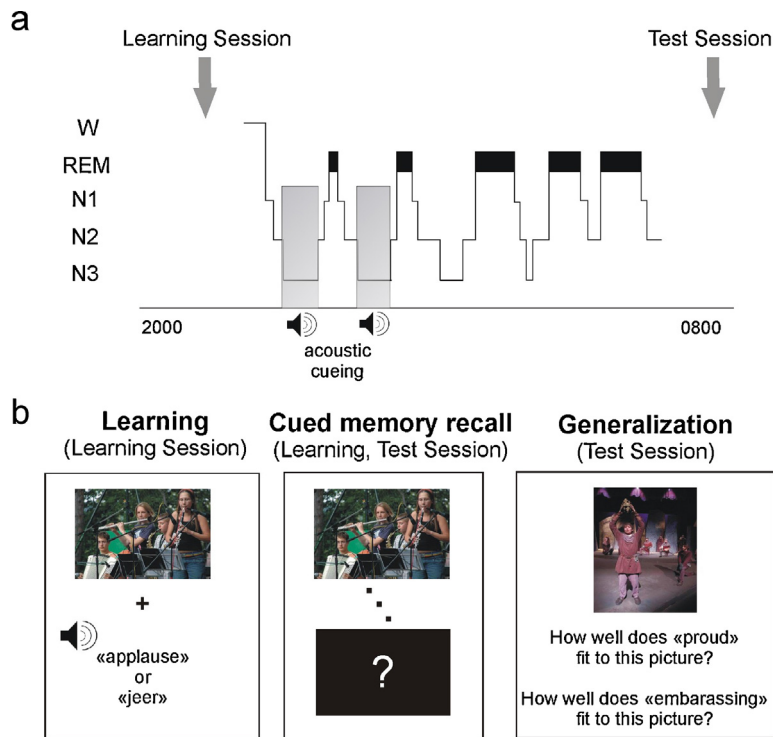 a
Learning Session
Test Session
W
REM
N1
N2
N3
2000
0800
acoustic
cueing
b
Learning
(Learning Session)
+
«applause»
or
«jeer»
Cued memory recall
(Learning, Test Session)
?
Generalization
(Test Session)
How well does «proud»
fit to this picture?
How well does «embarassing»
fit to this picture?